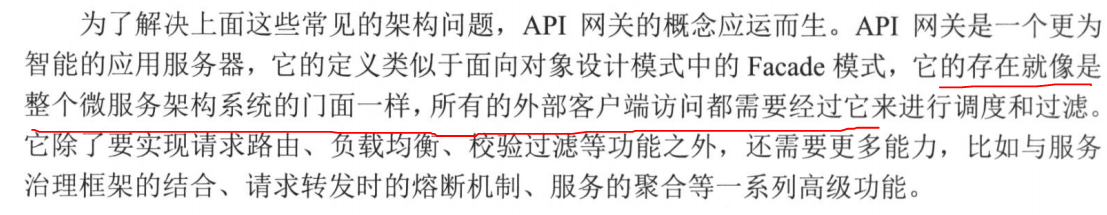 为了解决上面这些常见的架构问题，API 网关的概念应运而生。API 网关是一个更为
智能的应用服务器，它的定义类似于面向对象设计模式中的 Facade 模式，它的存在就像是
整个微服务架构系统的门面一样，所有的外部客户端访问都需要经过它来进行调度和过滤。
它除了要实现请求路由、负载均衡、校验过滤等功能之外，还需要更多能力，比如与服务
治理框架的结合、请求转发时的熔断机制、服务的聚合等一系列高级功能。